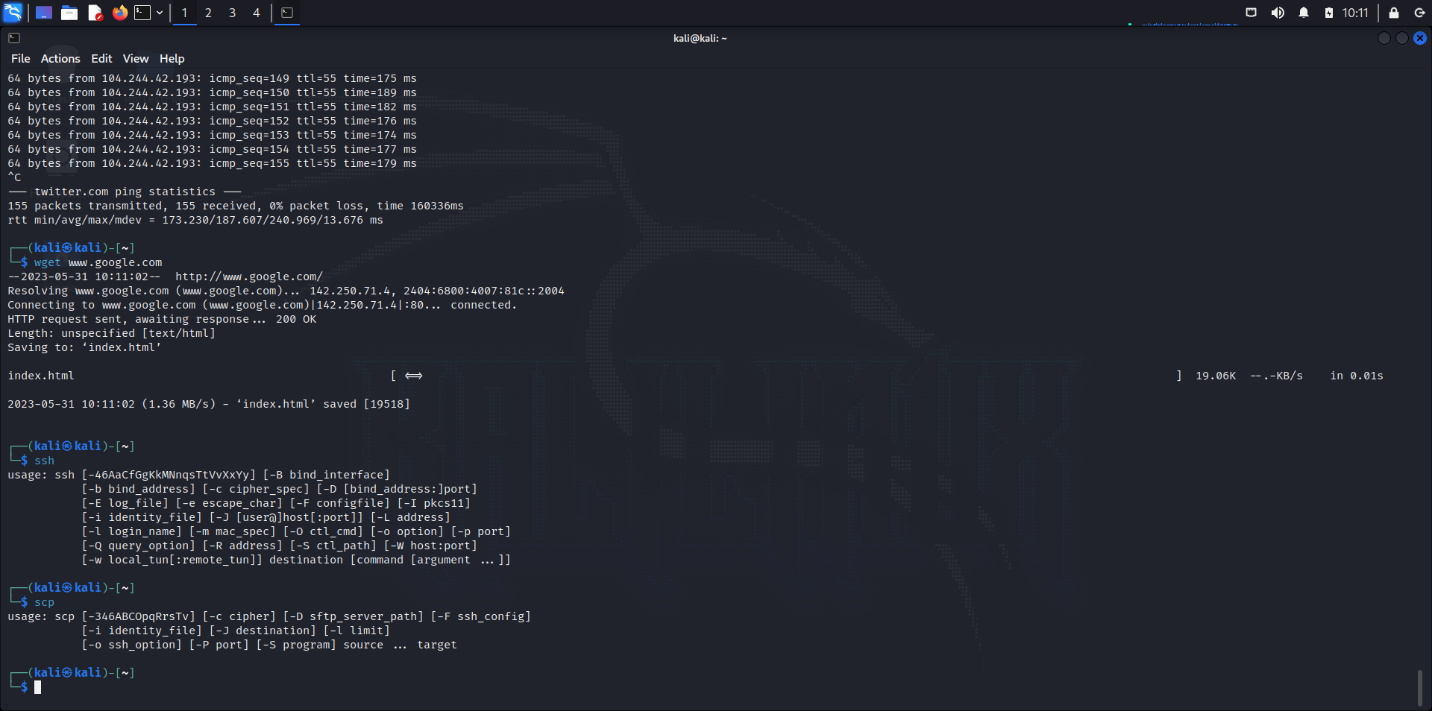 1 2 3 4 10:11
kali@kali: ~
File Actions Edit View Help
64 bytes from 104.244.42.193: icmp_seq=149 ttl=55 time=175 ms
64 bytes from 104.244.42.193: icmp_seq=150 ttl=55 time=189 ms
64 bytes from 104.244.42.193: icmp_seq=151 ttl=55 time=182 ms
64 bytes from 104.244.42.193: icmp_seq=152 ttl=55 time=176 ms
64 bytes from 104.244.42.193: icmp_seq=153 ttl=55 time=174 ms
64 bytes from 104.244.42.193: icmp_seq=154 ttl=55 time=177 ms
64 bytes from 104.244.42.193: icmp_seq=155 ttl=55 time=179 ms
^C
--- twitter.com ping statistics ---
155 packets transmitted, 155 received, 0% packet loss, time 160336ms
rtt min/avg/max/mdev = 173.230/187.607/240.969/13.676 ms
┌──(kali㉿kali)-[~]
└─$ wget www.google.com
--2023-05-31 10:11:02-- http://www.google.com/
Resolving www.google.com (www.google.com)... 142.250.71.4, 2404:6800:4007:81c::2004
Connecting to www.google.com (www.google.com)|142.250.71.4|:80... connected.
HTTP request sent, awaiting response... 200 OK
Length: unspecified [text/html]
Saving to: ‘index.html’
index.html [ <=> ] 19.06K --.-KB/s in 0.01s
2023-05-31 10:11:02 (1.36 MB/s) - ‘index.html’ saved [19518]
┌──(kali㉿kali)-[~]
└─$ ssh
usage: ssh [-46AaCfGgKkMNnqsTtVvXxYy] [-B bind_interface]
[-b bind_address] [-c cipher_spec] [-D [bind_address:]port]
[-E log_file] [-e escape_char] [-F configfile] [-I pkcs11]
[-i identity_file] [-J [user@]host[:port]] [-L address]
[-l login_name] [-m mac_spec] [-O ctl_cmd] [-o option] [-p port]
[-Q query_option] [-R address] [-S ctl_path] [-W host:port]
[-w local_tun[:remote_tun]] destination [command [argument ...]]
┌──(kali㉿kali)-[~]
└─$ scp
usage: scp [-346ABCOpqRrsTv] [-c cipher] [-D sftp_server_path] [-F ssh_config]
[-i identity_file] [-J destination] [-l limit]
[-o ssh_option] [-P port] [-S program] source ... target
┌──(kali㉿kali)-[~]
└─$